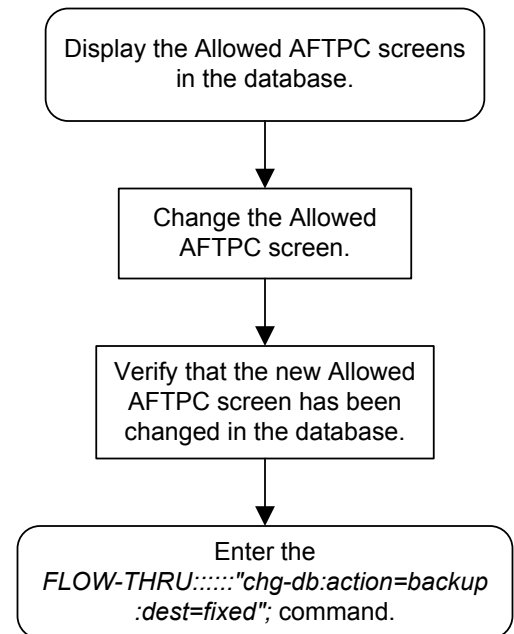 Display the Allowed AFTPC screens
in the database.
Change the Allowed
AFTPC screen.
Verify that the new Allowed
AFTPC screen has been
changed in the database.
Enter the
FLOW-THRU::::::"chg-db:action=backup
:dest=fixed"; command.